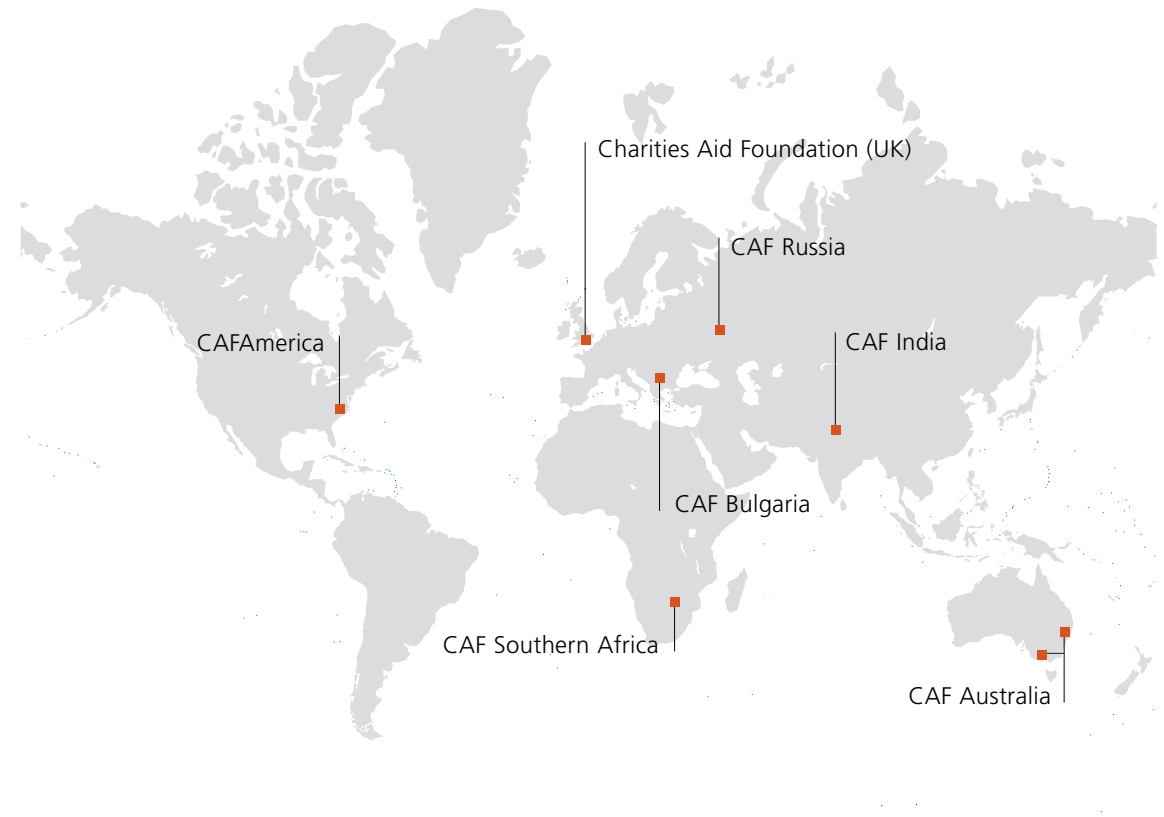 Charities Aid Foundation (UK)
CAF Russia
CAFAmerica
CAF India
CAF Bulgaria
CAF Southern Africa
CAF Australia